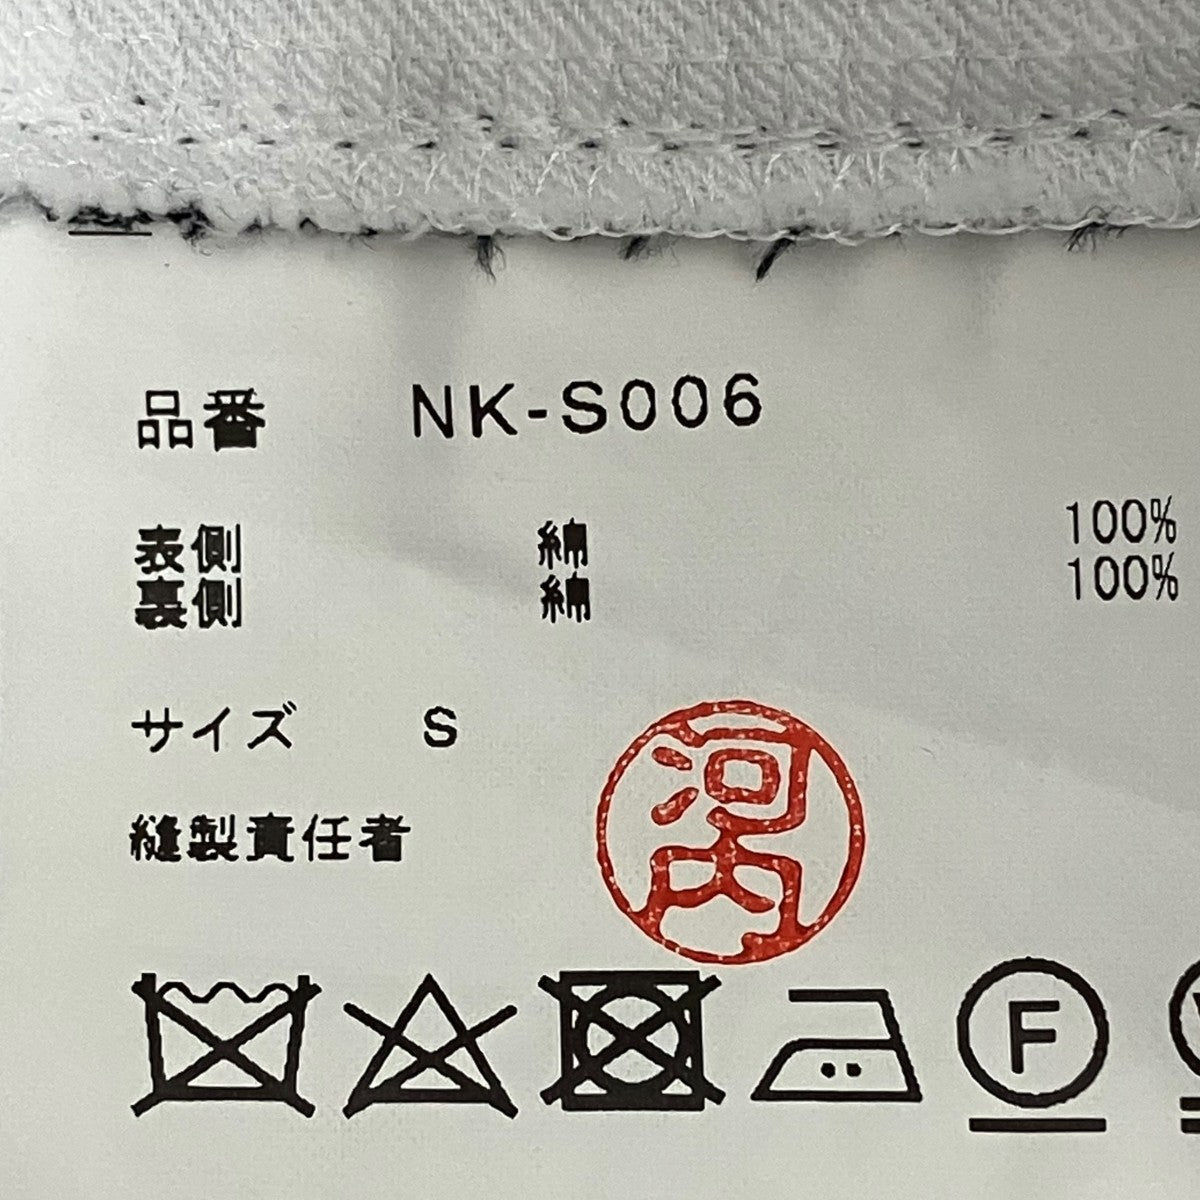 品番 NK-S006
表側 綿 100%
裏側 綿 100%
サイズ S
縫製責任者 河内
F